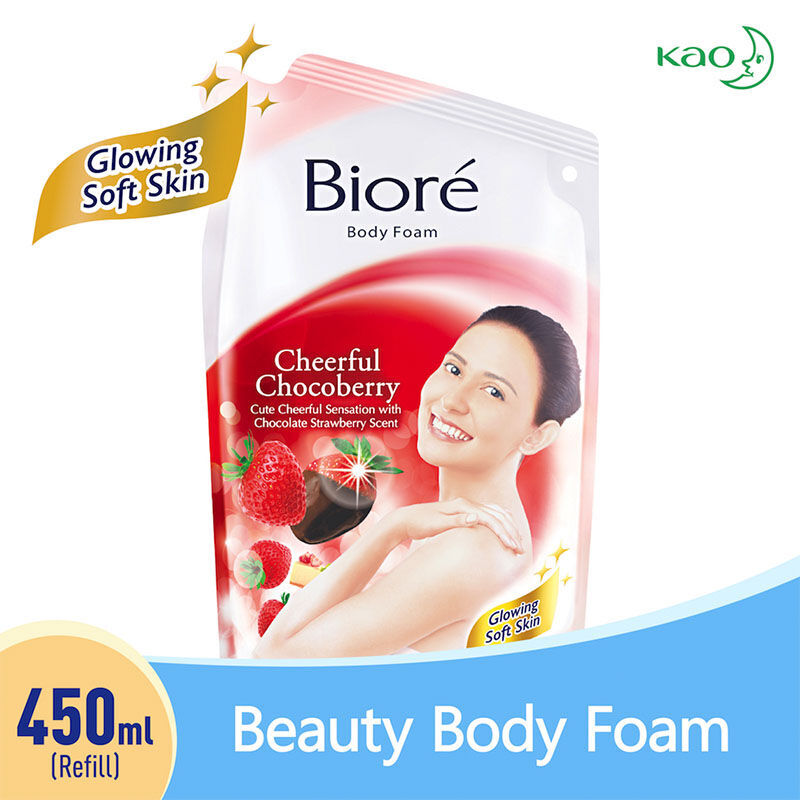 Kao
Glowing
Soft Skin
Bioré
Body Foam
Cheerful
Chocoberry
Cute Cheerful Sensation with
Chocolate Strawberry Scent
Glowing
Soft Skin
450ml
(Refill)
Beauty Body Foam